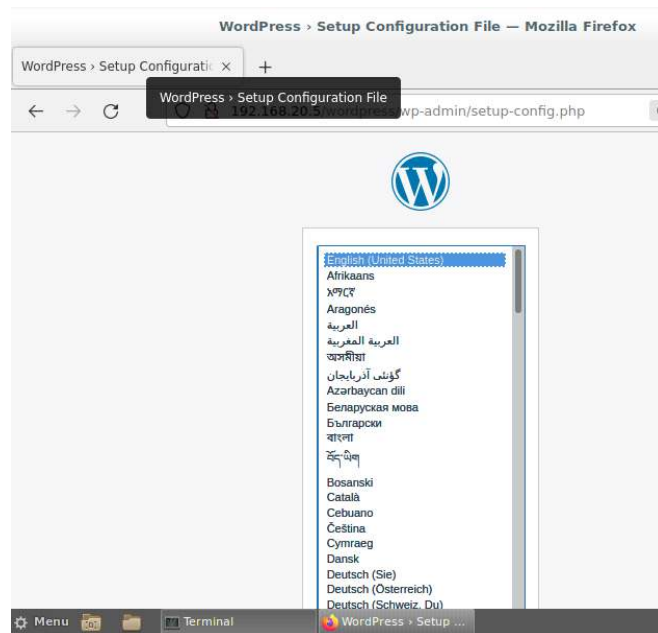 WordPress › Setup Configuration File — Mozilla Firefox
WordPress › Setup Configuratic
WordPress › Setup Configuration File
192.168.20.5/wordpress/wp-admin/setup-config.php
English (United States)
Afrikaans
አማርኛ
Aragonés
العربية
العربية المغربية
অসমীয়া
گؤنئی آذربایجان
Azərbaycan dili
Беларуская мова
Български
বাংলা
བོད་ཡིག
Bosanski
Català
Cebuano
Čeština
Cymraeg
Dansk
Deutsch (Sie)
Deutsch (Österreich)
Deutsch (Schweiz, Du)
Menu
Terminal
WordPress › Setup ...